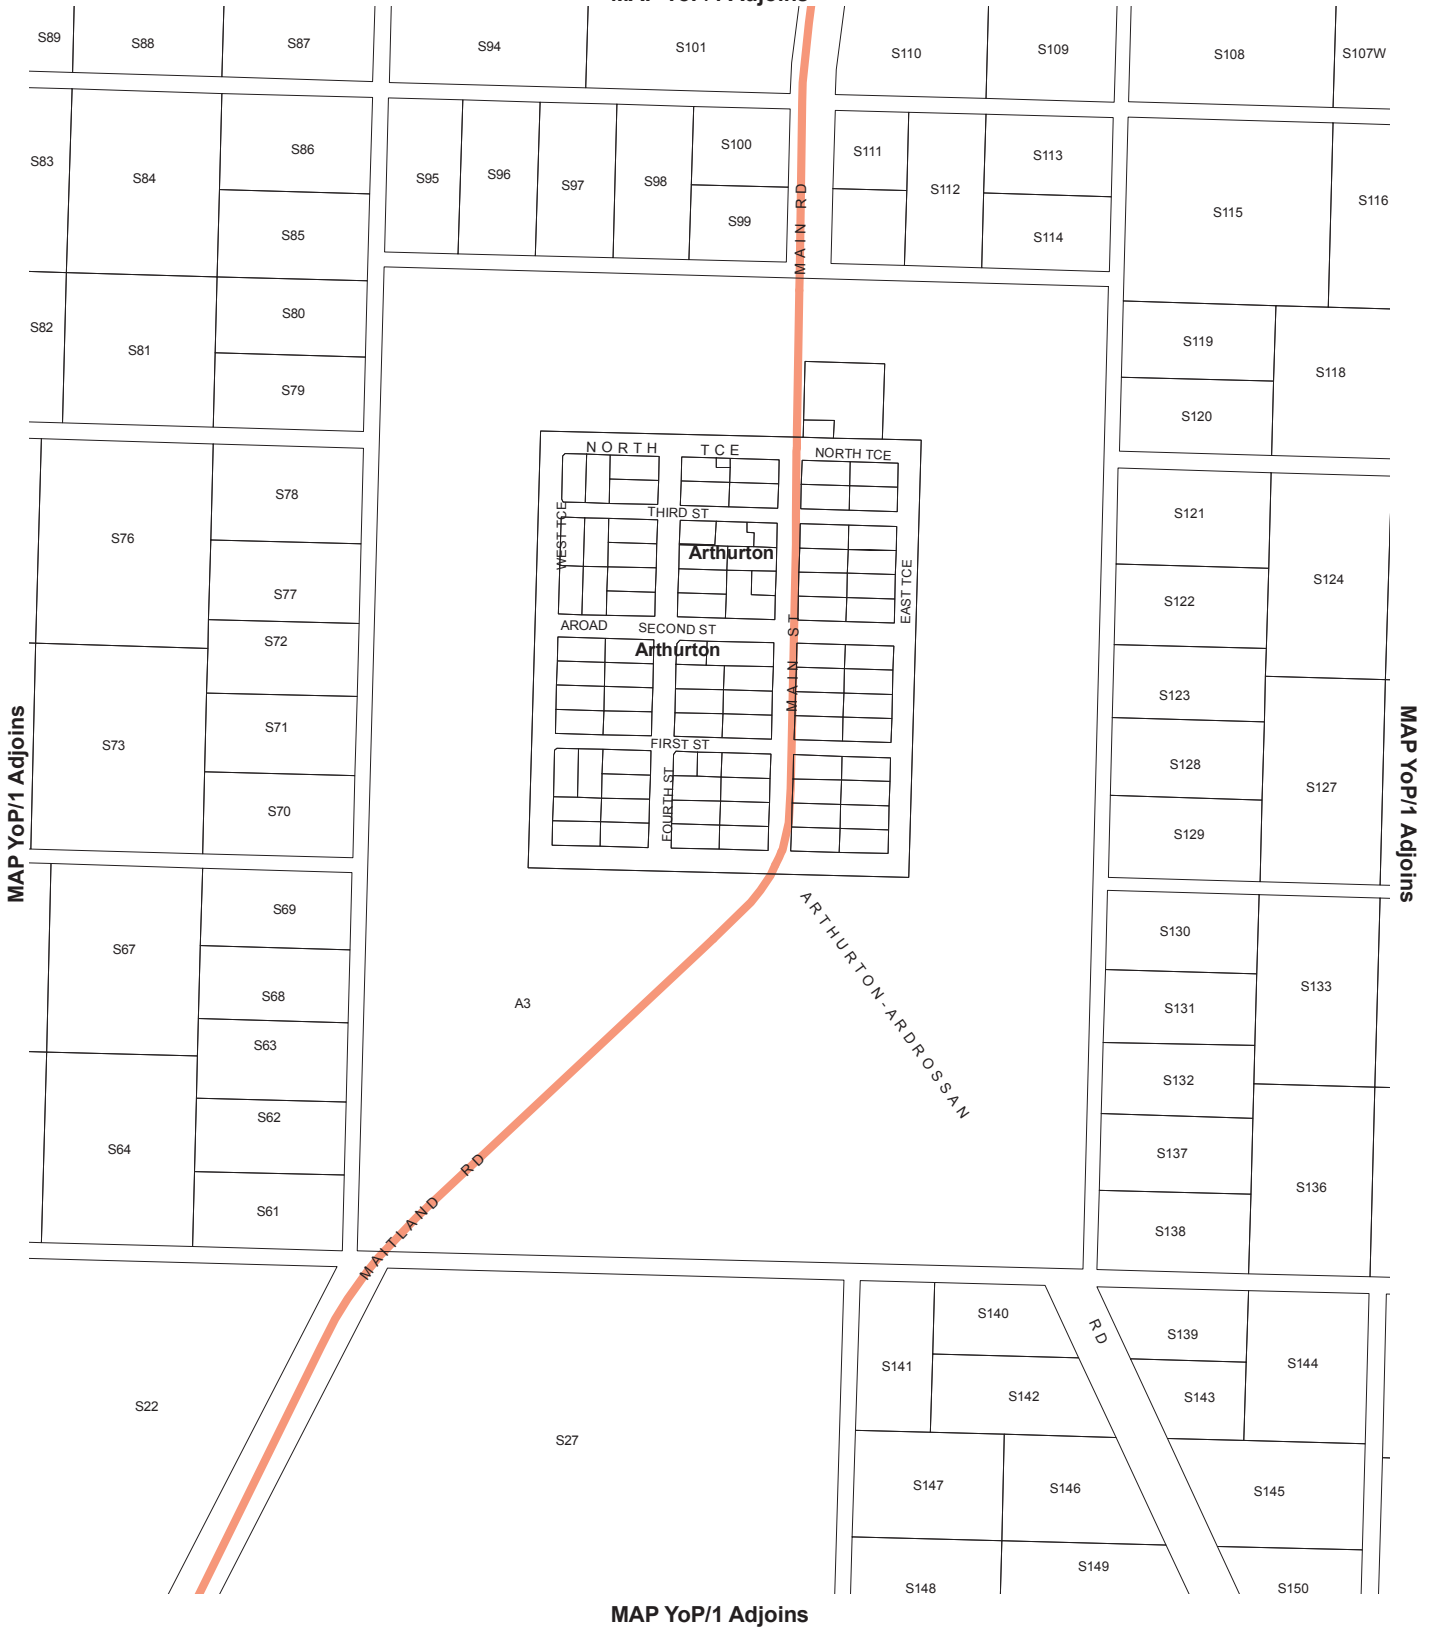 MAP YoP/1 Adjoins
S89
S88
S87
S94
S101
S110
S109
S108
S107W
S83
S84
S86
S85
S95
S96
S97
S98
S100
S99
MAIN RD
S111
S112
S113
S114
S115
S116
S82
S81
S80
S79
S119
S120
S118
NORTH TCE
NORTH TCE
WEST TCE
THIRD ST
Arthurton
EAST TCE
AROAD
SECOND ST
Arthurton
MAIN ST
FIRST ST
FOURTH ST
S76
S78
S77
S72
S71
S73
S70
S121
S122
S124
S123
S128
S127
S129
MAP YoP/1 Adjoins
MAP YoP/1 Adjoins
S69
S67
S68
S63
S62
S64
S61
A3
ARTHURTON-ARDROSSAN
RD
S130
S131
S133
S132
S137
S136
S138
MAITLAND RD
S22
S27
S140
S141
S142
S139
S144
S143
S147
S146
S145
S148
S149
S150
MAP YoP/1 Adjoins